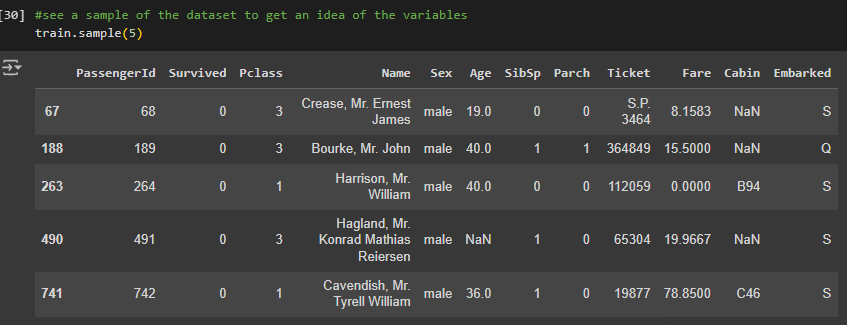 [30] #see a sample of the dataset to get an idea of the variables
train.sample(5)
PassengerId Survived Pclass Name Sex Age SibSp Parch Ticket Fare Cabin Embarked
67 68 0 3 Crease, Mr. Ernest James male 19.0 0 0 S.P. 3464 8.1583 NaN S
188 189 0 3 Bourke, Mr. John male 40.0 1 1 364849 15.5000 NaN Q
263 264 0 1 Harrison, Mr. William male 40.0 0 0 112059 0.0000 B94 S
490 491 0 3 Hagland, Mr. Konrad Mathias Reiersen male NaN 1 0 65304 19.9667 NaN S
741 742 0 1 Cavendish, Mr. Tyrell William male 36.0 1 0 19877 78.8500 C46 S